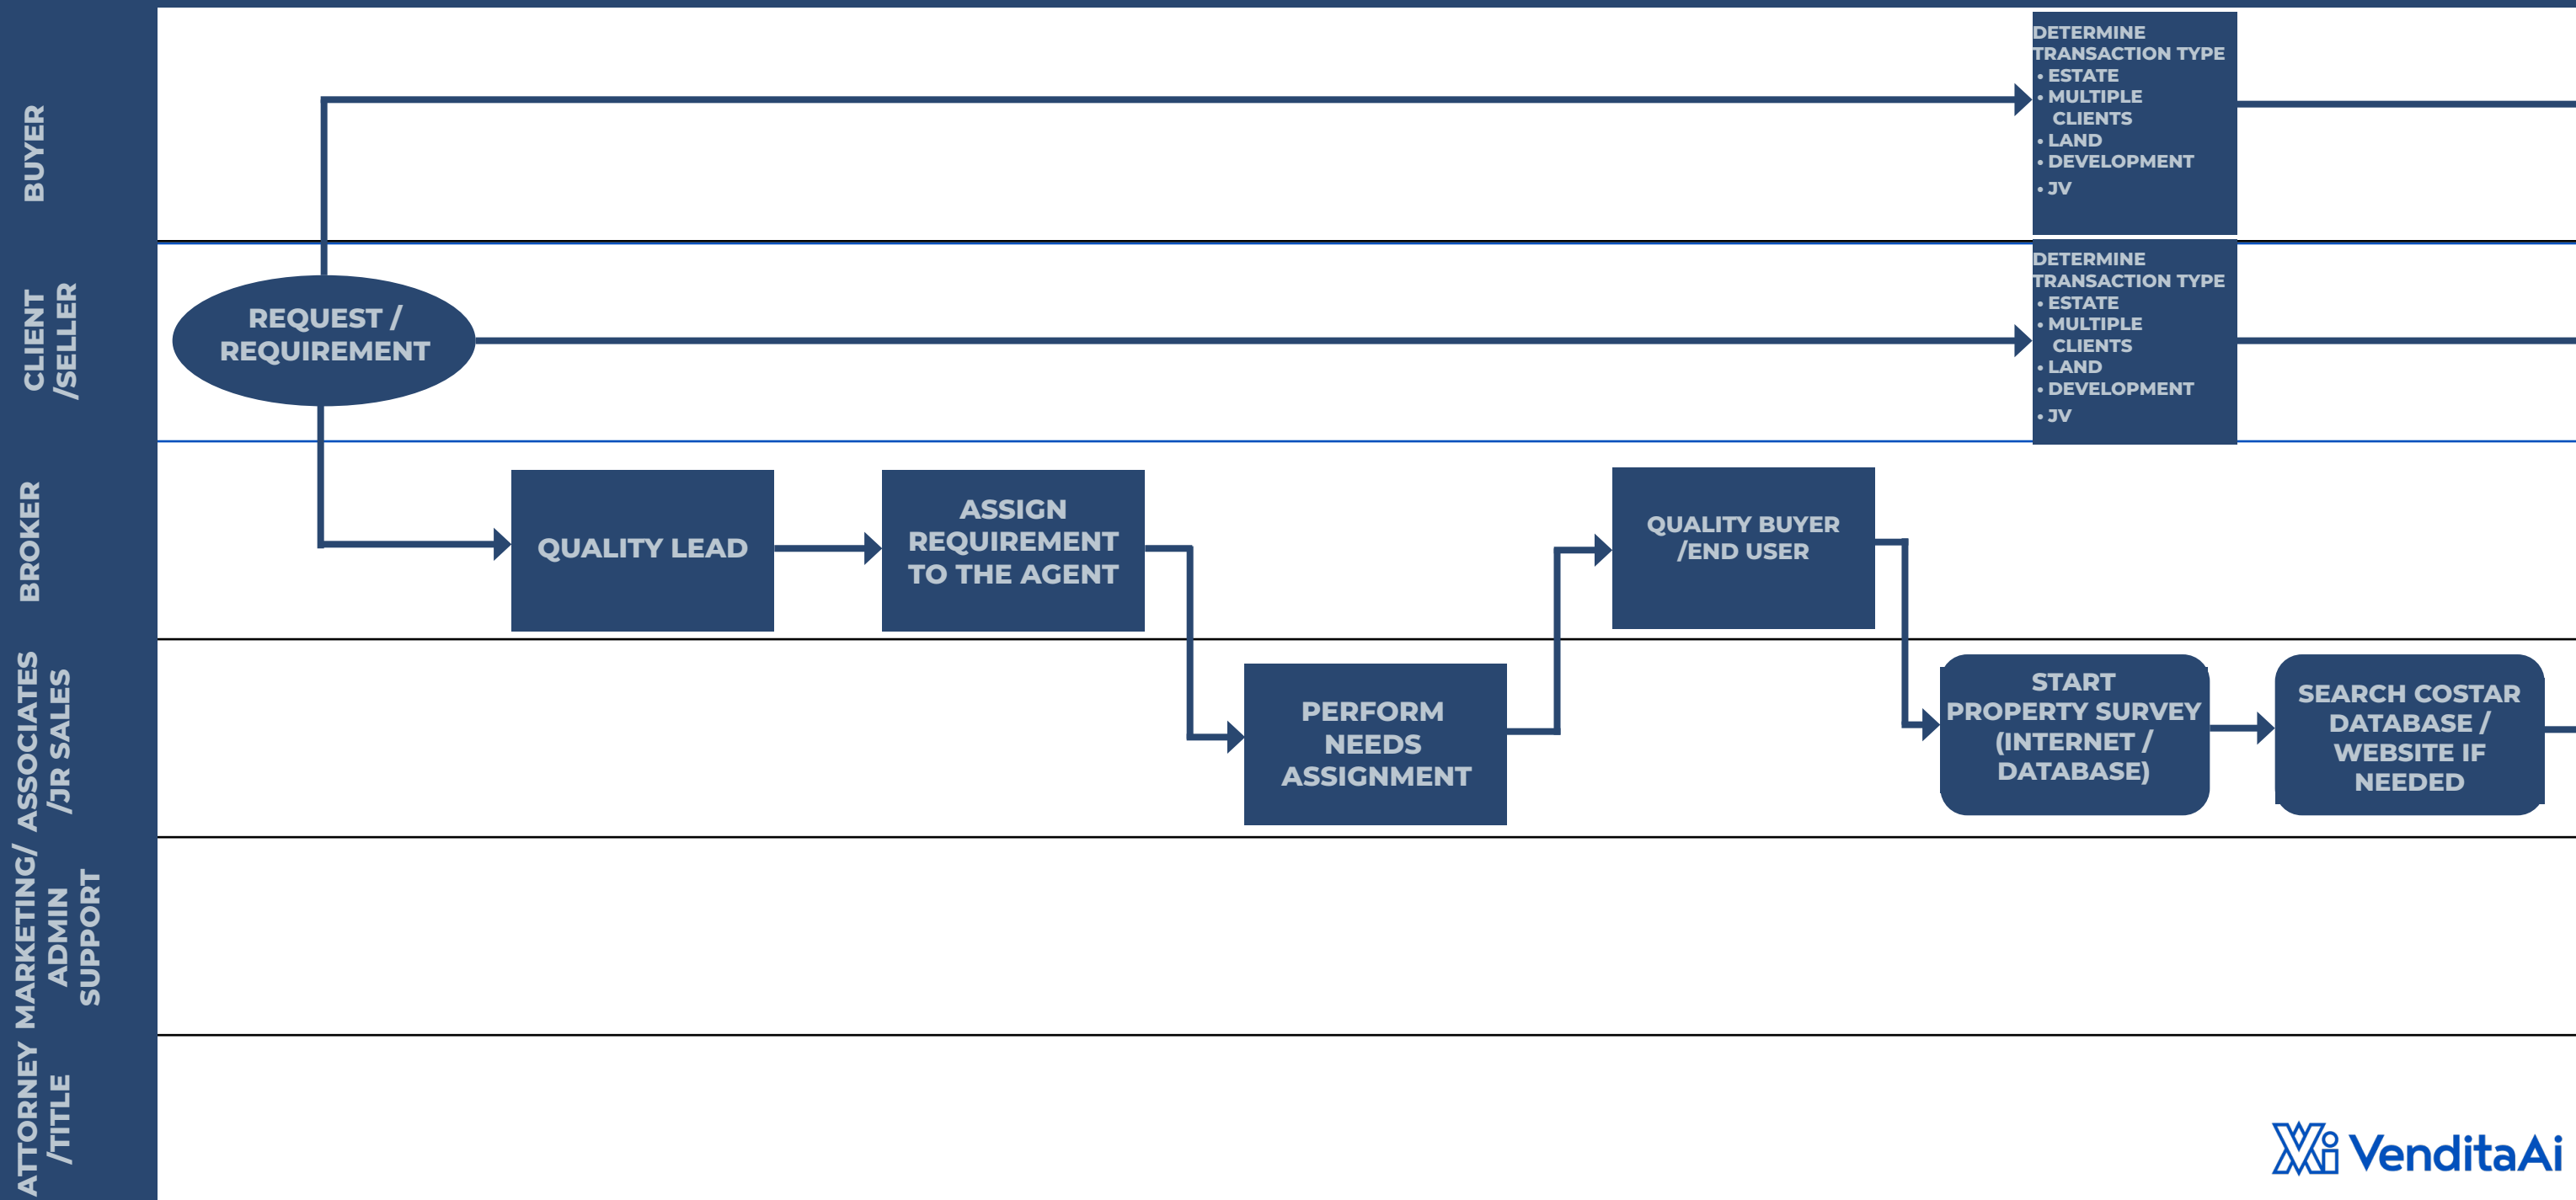 BUYER
DETERMINE
TRANSACTION TYPE
• ESTATE
• MULTIPLE
CLIENTS
• LAND
• DEVELOPMENT
• JV
CLIENT
/SELLER
REQUEST /
REQUIREMENT
DETERMINE
TRANSACTION TYPE
• ESTATE
• MULTIPLE
CLIENTS
• LAND
• DEVELOPMENT
• JV
BROKER
QUALITY LEAD
ASSIGN
REQUIREMENT
TO THE AGENT
QUALITY BUYER
/END USER
ASSOCIATES
/JR SALES
PERFORM
NEEDS
ASSIGNMENT
START
PROPERTY SURVEY
(INTERNET /
DATABASE)
SEARCH COSTAR
DATABASE /
WEBSITE IF
NEEDED
MARKETING/
ADMIN
SUPPORT
ATTORNEY
/TITLE
VenditaAi